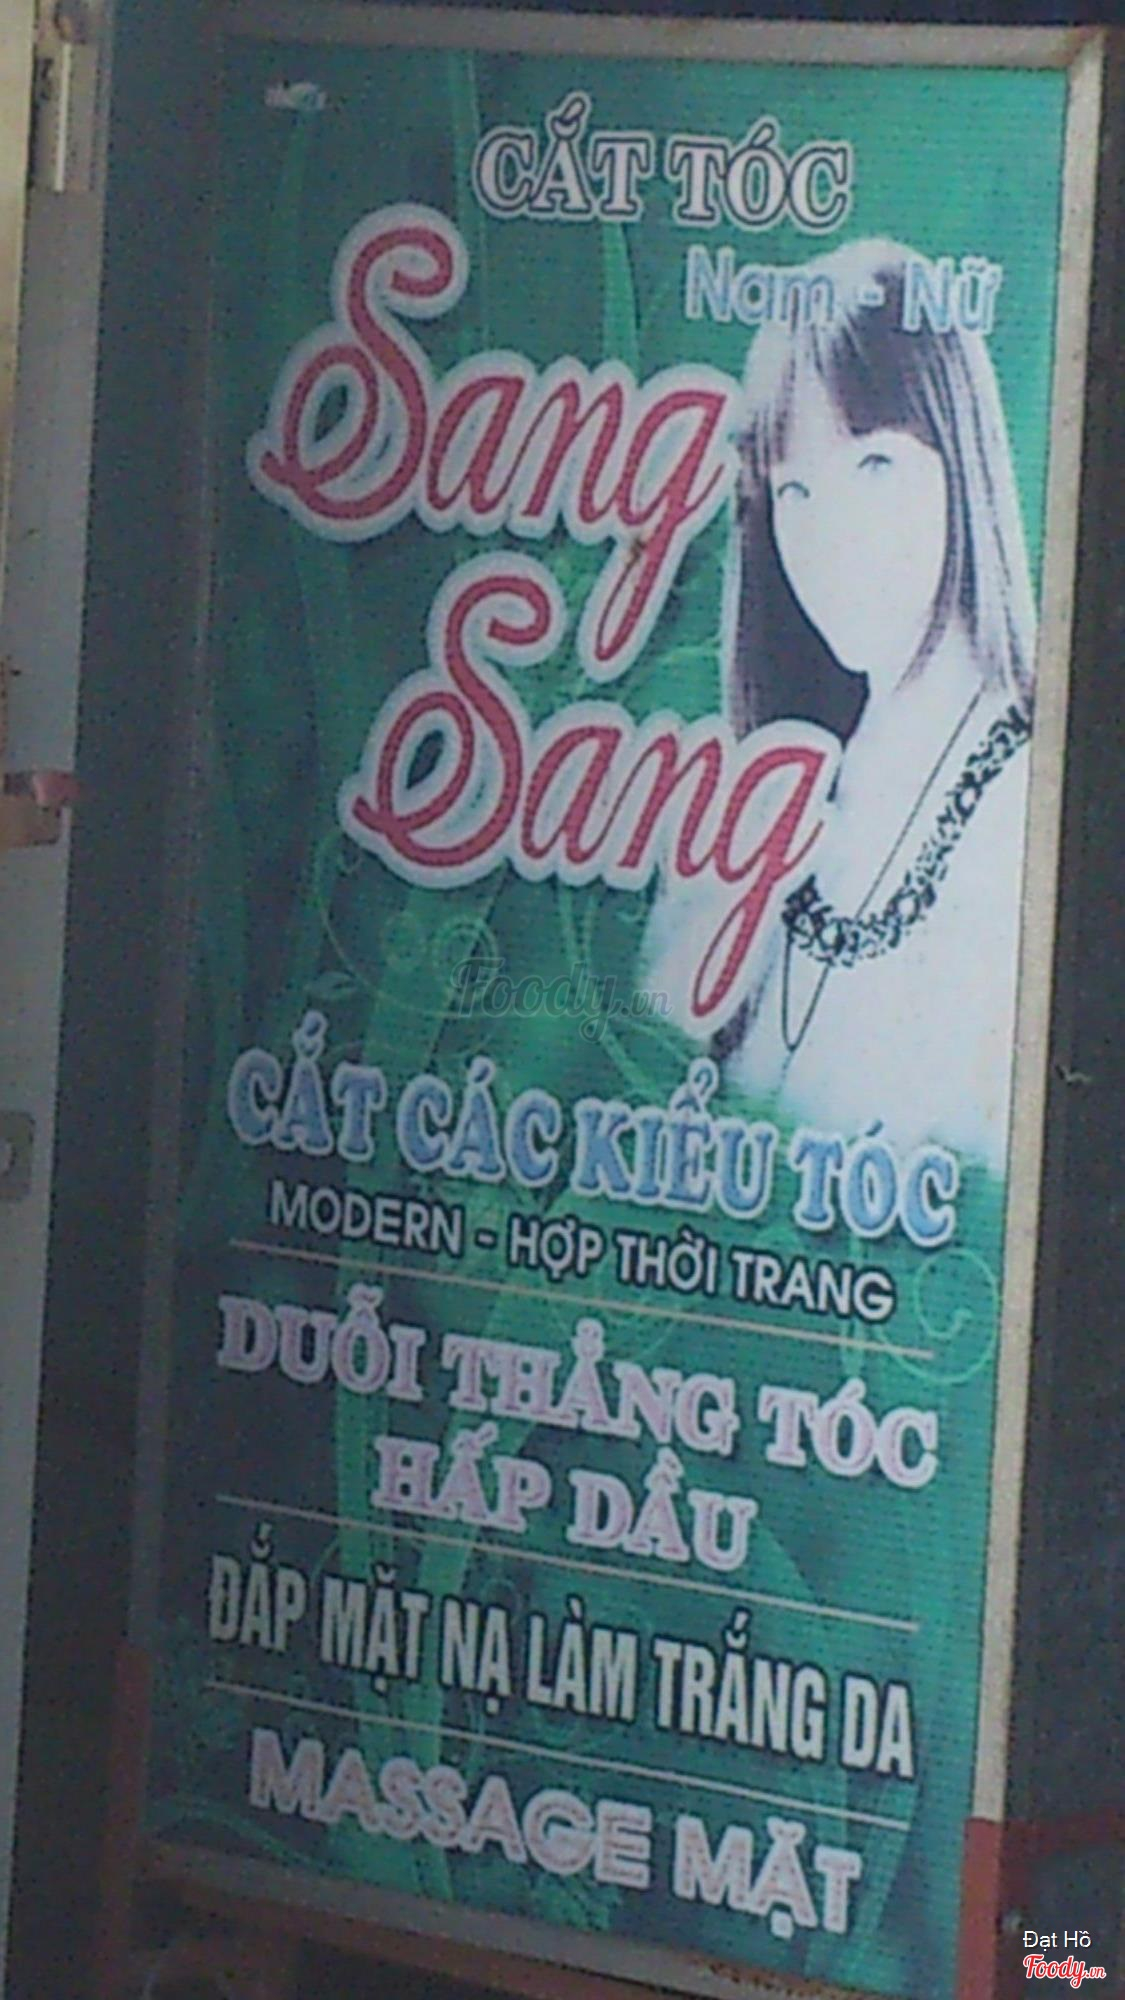 CẮT TÓC
Nam - Nữ
Sang
Sang
Foody.vn
CẮT CÁC KIỂU TÓC
MODERN - HỢP THỜI TRANG
DUỖI THẲNG TÓC
HẤP DẦU
ĐẮP MẶT NẠ LÀM TRẮNG DA
MASSAGE MẶT
Đạt Hồ
Foody.vn